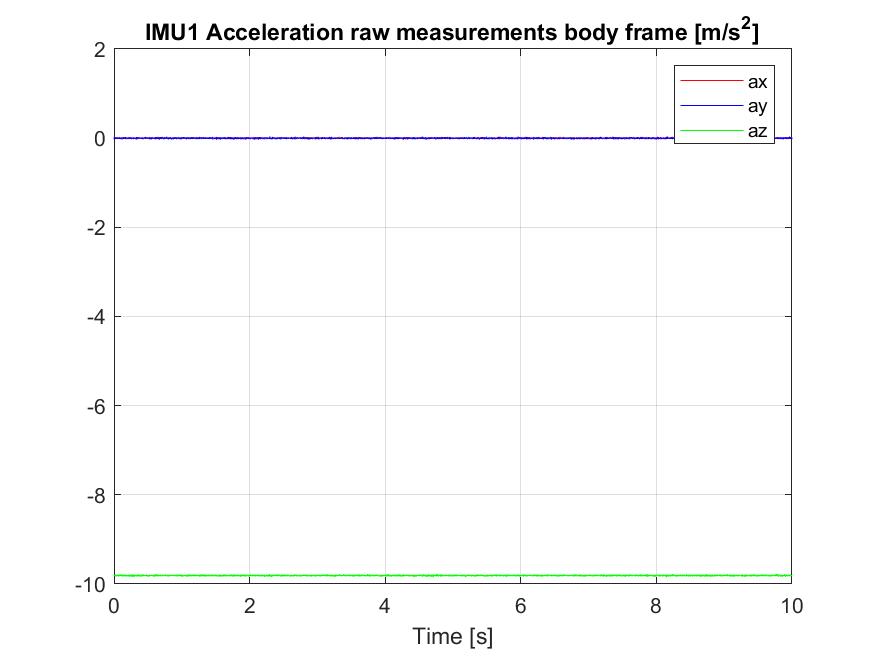 IMU1 Acceleration raw measurements body frame [m/s²]
2
0
-2
-4
-6
-8
-10
ax
ay
az
0 2 4 6 8 10
Time [s]